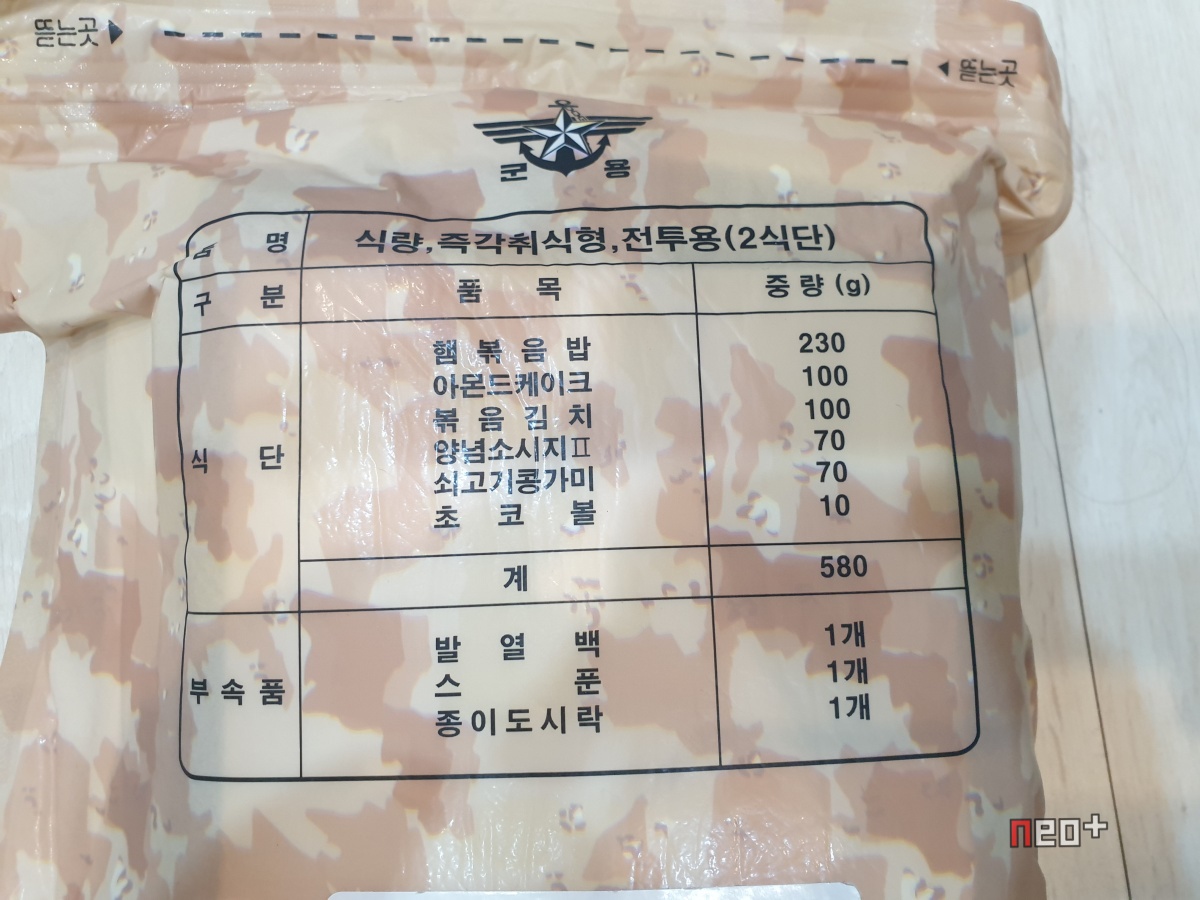 뜯는곳▶
◀뜯는곳
군 용
품 명 식량,즉각취식형,전투용(2식단)
구 분 품 목 중량(g)
햄볶음밥 230
아몬드케이크 100
볶음김치 100
양념소시지Ⅱ 70
식 단
쇠고기콩가미 70
초코볼 10
계 580
발열백 1개
스푼 1개
부속품
종이도시락 1개
neo+